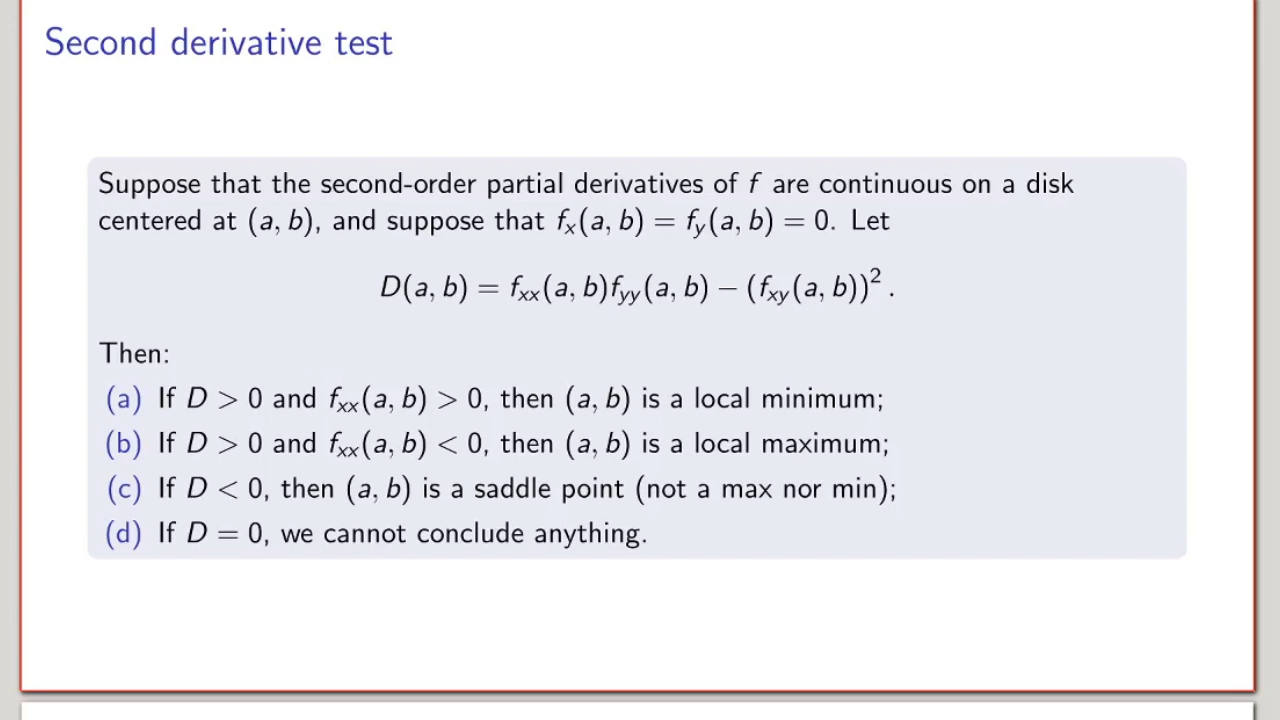 Second derivative test
Suppose that the second-order partial derivatives of f are continuous on a disk
centered at (a, b), and suppose that fₓ(a, b) = f_y(a, b) = 0. Let
D(a, b) = fₓₓ(a, b)f_yy(a, b) − (f_xy(a, b))² .
Then:
(a) If D > 0 and fₓₓ(a, b) > 0, then (a, b) is a local minimum;
(b) If D > 0 and fₓₓ(a, b) < 0, then (a, b) is a local maximum;
(c) If D < 0, then (a, b) is a saddle point (not a max nor min);
(d) If D = 0, we cannot conclude anything.